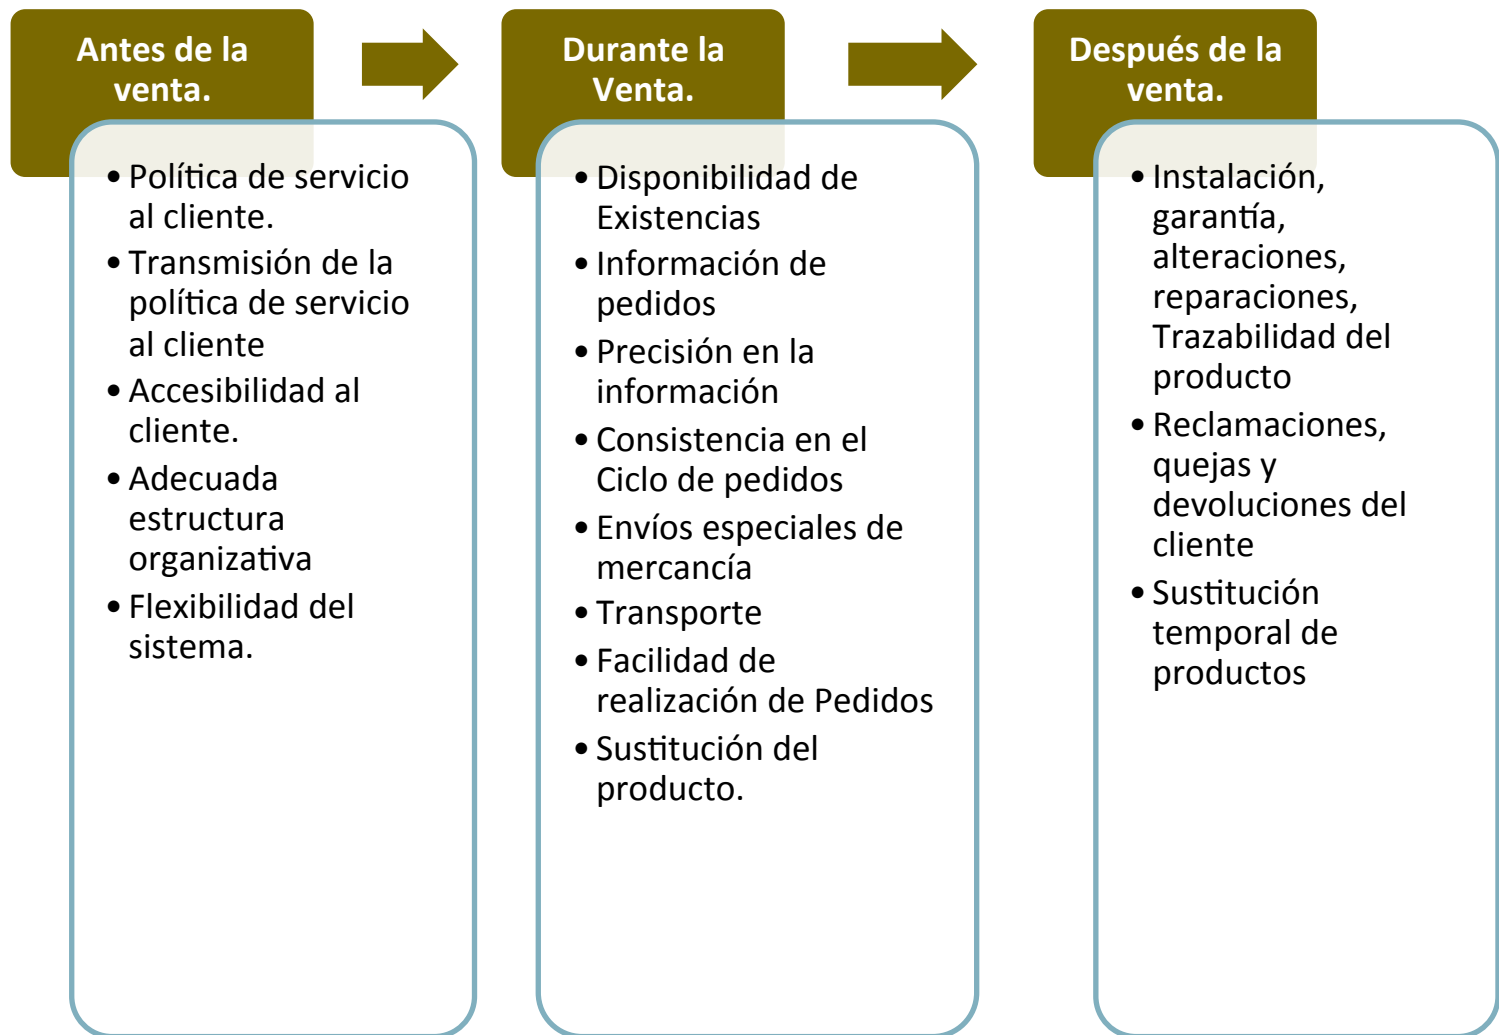 Antes de la
venta.
• Política de servicio
al cliente.
• Transmisión de la
política de servicio
al cliente
• Accesibilidad al
cliente.
• Adecuada
estructura
organizativa
• Flexibilidad del
sistema.
Durante la
Venta.
• Disponibilidad de
Existencias
• Información de
pedidos
• Precisión en la
información
• Consistencia en el
Ciclo de pedidos
• Envíos especiales de
mercancía
• Transporte
• Facilidad de
realización de Pedidos
• Sustitución del
producto.
Después de la
venta.
• Instalación,
garantía,
alteraciones,
reparaciones,
Trazabilidad del
producto
• Reclamaciones,
quejas y
devoluciones del
cliente
• Sustitución
temporal de
productos